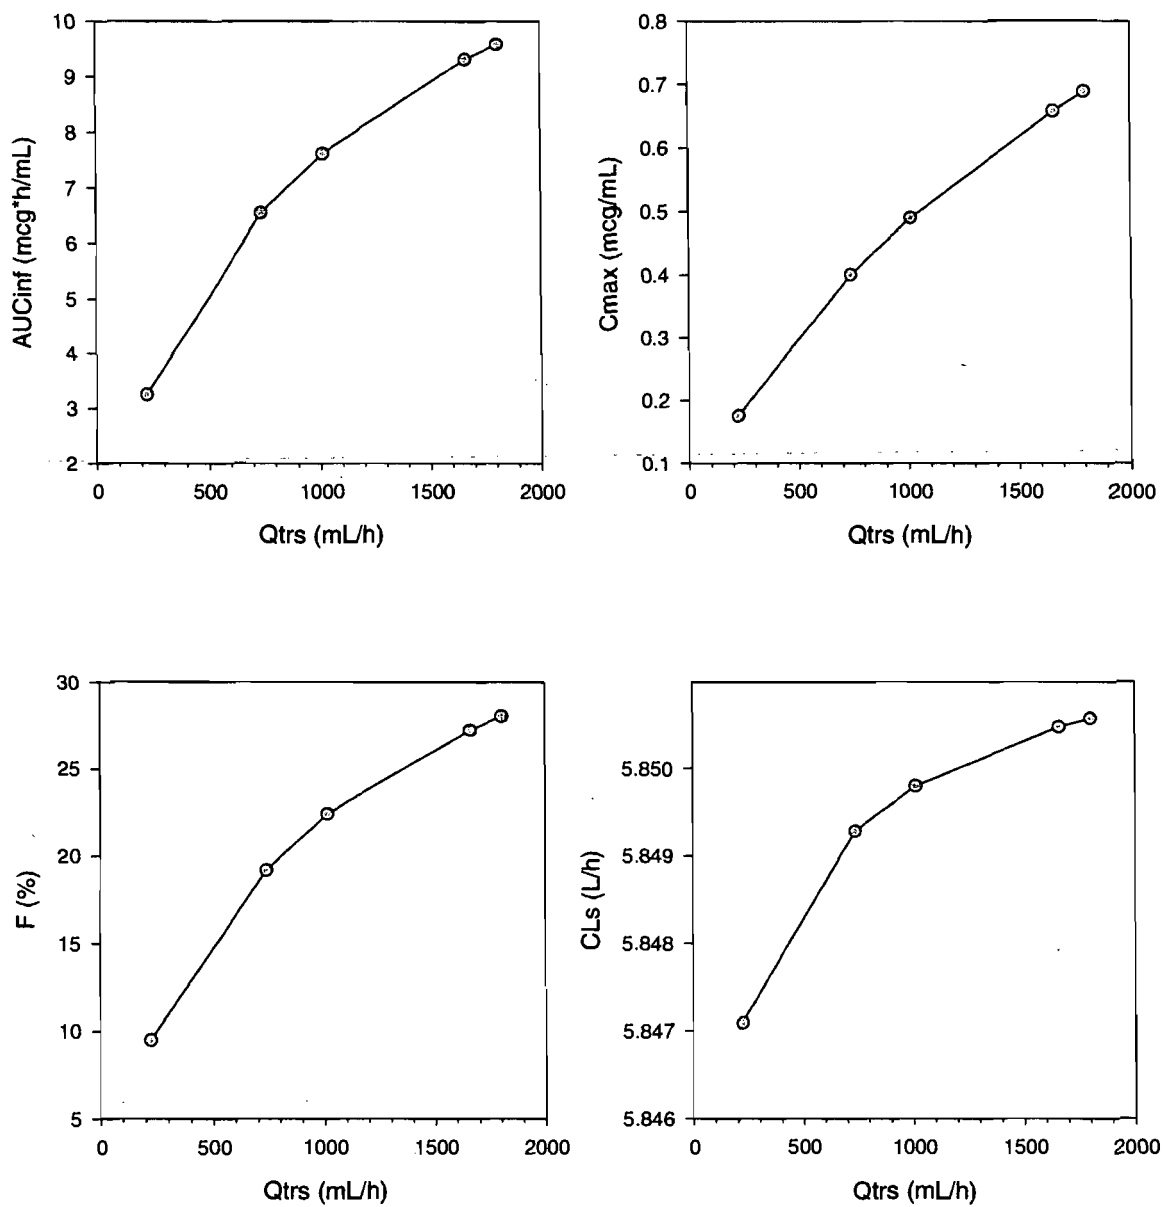 10
9
8
7
6
5
4
3
2
AUCinf (mcg*h/mL)
0 500 1000 1500 2000
Qtrs (mL/h)
0.8
0.7
0.6
0.5
0.4
0.3
0.2
0.1
Cmax (mcg/mL)
0 500 1000 1500 2000
Qtrs (mL/h)
30
25
20
15
10
5
F (%)
0 500 1000 1500 2000
Qtrs (mL/h)
5.850
5.849
5.848
5.847
5.846
CLs (L/h)
0 500 1000 1500 2000
Qtrs (mL/h)